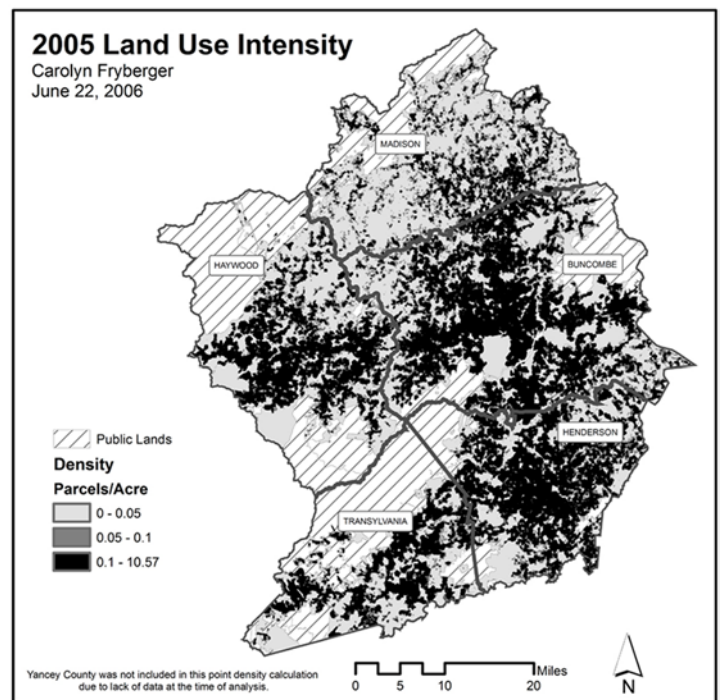 2005 Land Use Intensity
Carolyn Fryberger
June 22, 2006
MADISON
HAYWOOD
BUNCOMBE
HENDERSON
TRANSYLVANIA
Public Lands
Density
Parcels/Acre
0 - 0.05
0.05 - 0.1
0.1 - 10.57
Yancey County was not included in this point density calculation
due to lack of data at the time of analysis.
Miles
0 5 10 20
N